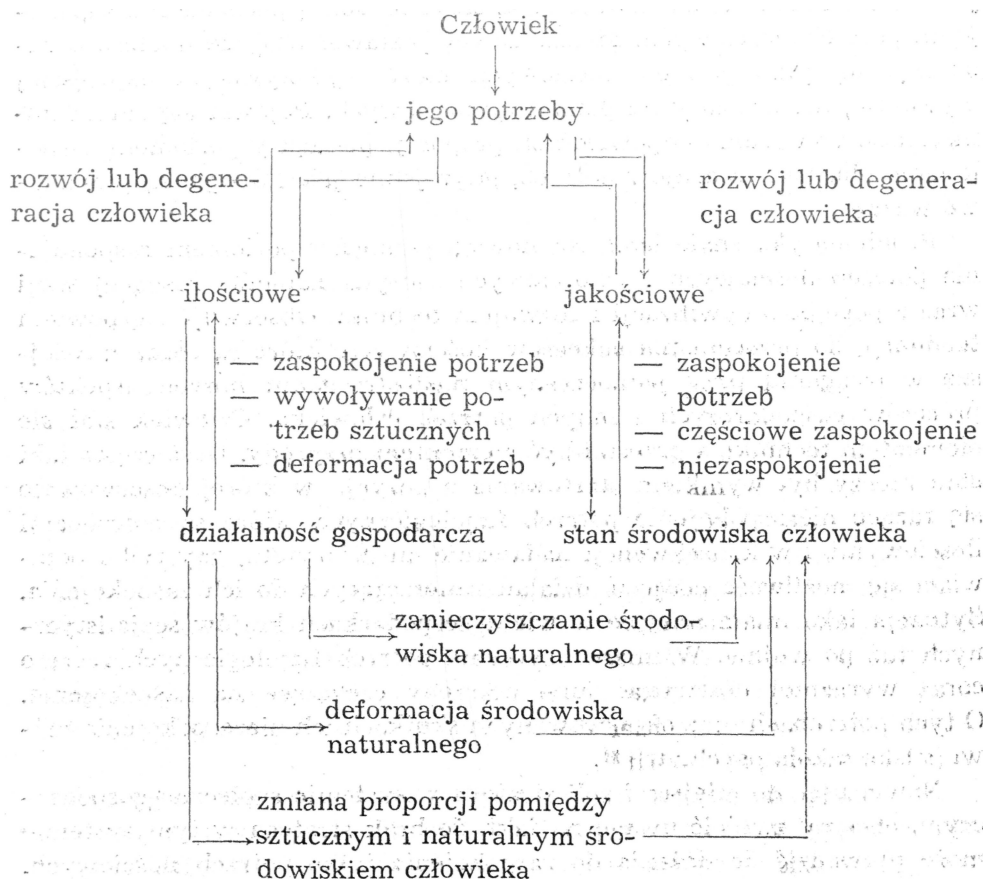 Człowiek
jego potrzeby
rozwój lub degene-
racja człowieka
rozwój lub degenera-
cja człowieka
ilościowe
jakościowe
— zaspokojenie potrzeb
— wywoływanie po-
trzeb sztucznych
— deformacja potrzeb
— zaspokojenie
potrzeb
— częściowe zaspokojenie
— niezaspokojenie
działalność gospodarcza
stan środowiska człowieka
zanieczyszczanie środo-
wiska naturalnego
deformacja środowiska
naturalnego
zmiana proporcji pomiędzy
sztucznym i naturalnym śro-
dowiskiem człowieka